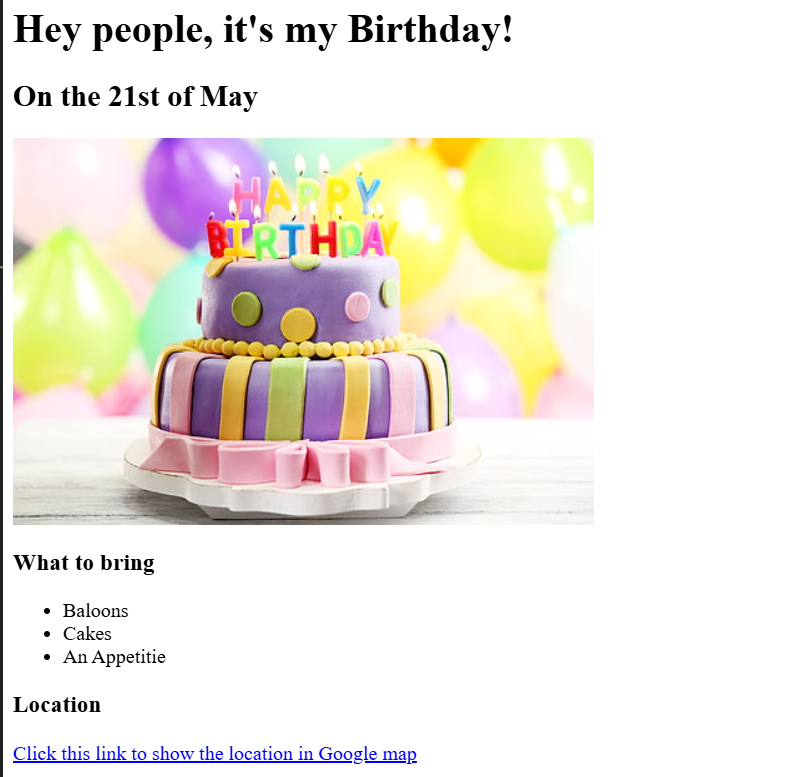 Hey people, it's my Birthday!
On the 21st of May
HAPPY
BIRTHDAY
What to bring
Baloons
Cakes
An Appetitie
Location
Click this link to show the location in Google map